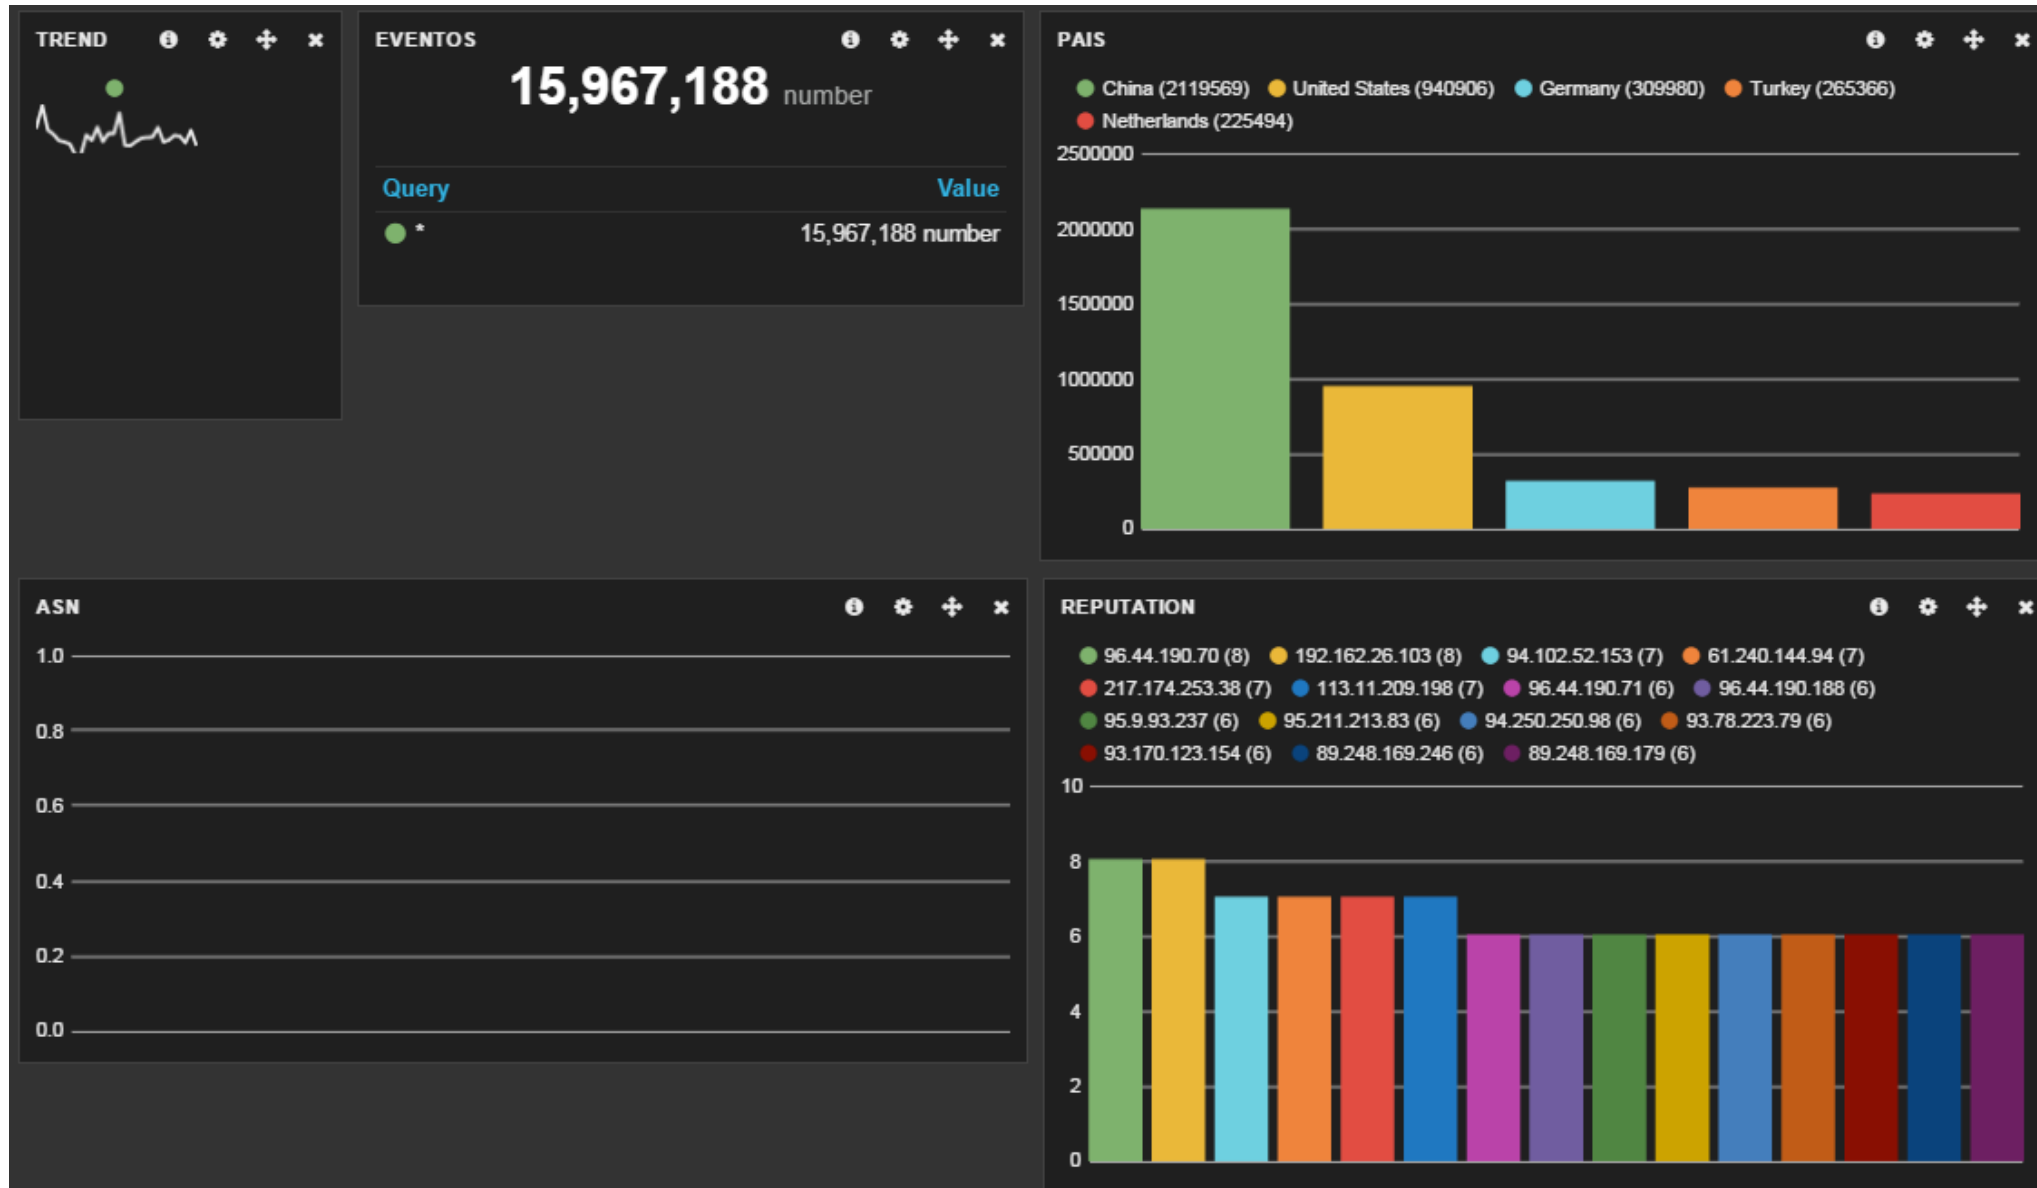 TREND
EVENTOS
15,967,188 number
Query Value
* 15,967,188 number
PAIS
China (2119569) United States (940906) Germany (309980) Turkey (265366)
Netherlands (225494)
2500000
2000000
1500000
1000000
500000
0
ASN
1.0
0.8
0.6
0.4
0.2
0.0
REPUTATION
96.44.190.70 (8) 192.162.26.103 (8) 94.102.52.153 (7) 61.240.144.94 (7)
217.174.253.38 (7) 113.11.209.198 (7) 96.44.190.71 (6) 96.44.190.188 (6)
95.9.93.237 (6) 95.211.213.83 (6) 94.250.250.98 (6) 93.78.223.79 (6)
93.170.123.154 (6) 89.248.169.246 (6) 89.248.169.179 (6)
10
8
6
4
2
0